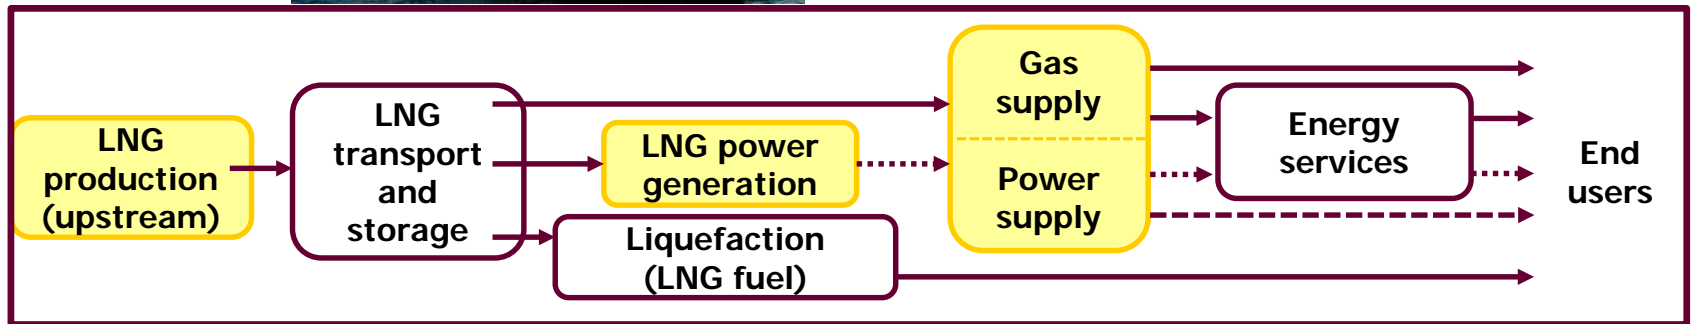 LNG
production
(upstream)
LNG
transport
and
storage
LNG power
generation
Liquefaction
(LNG fuel)
Gas
supply
Power
supply
Energy
services
End
users